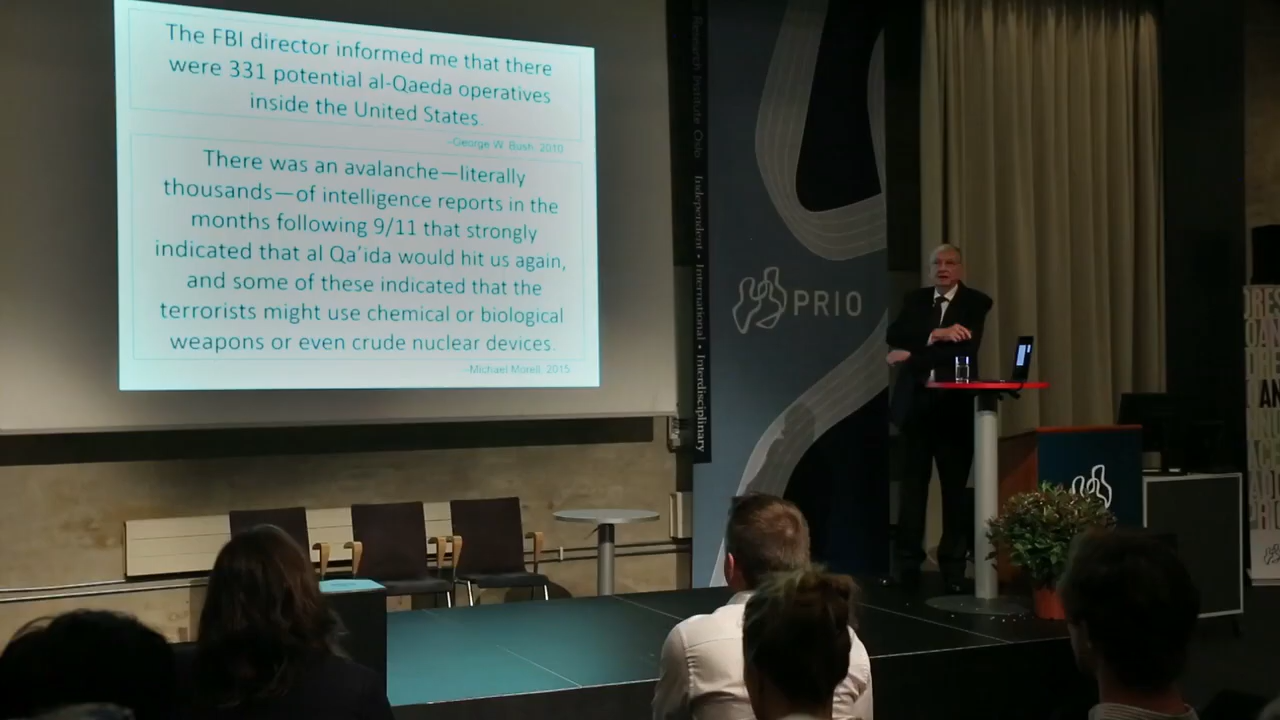 The FBI director informed me that there
were 331 potential al-Qaeda operatives
inside the United States.
–George W. Bush, 2010
There was an avalanche—literally
thousands—of intelligence reports in the
months following 9/11 that strongly
indicated that al Qa’ida would hit us again,
and some of these indicated that the
terrorists might use chemical or biological
weapons or even crude nuclear devices.
–Michael Morell, 2015
Research Institute Oslo Independent • International • Interdisciplinary
PRIO